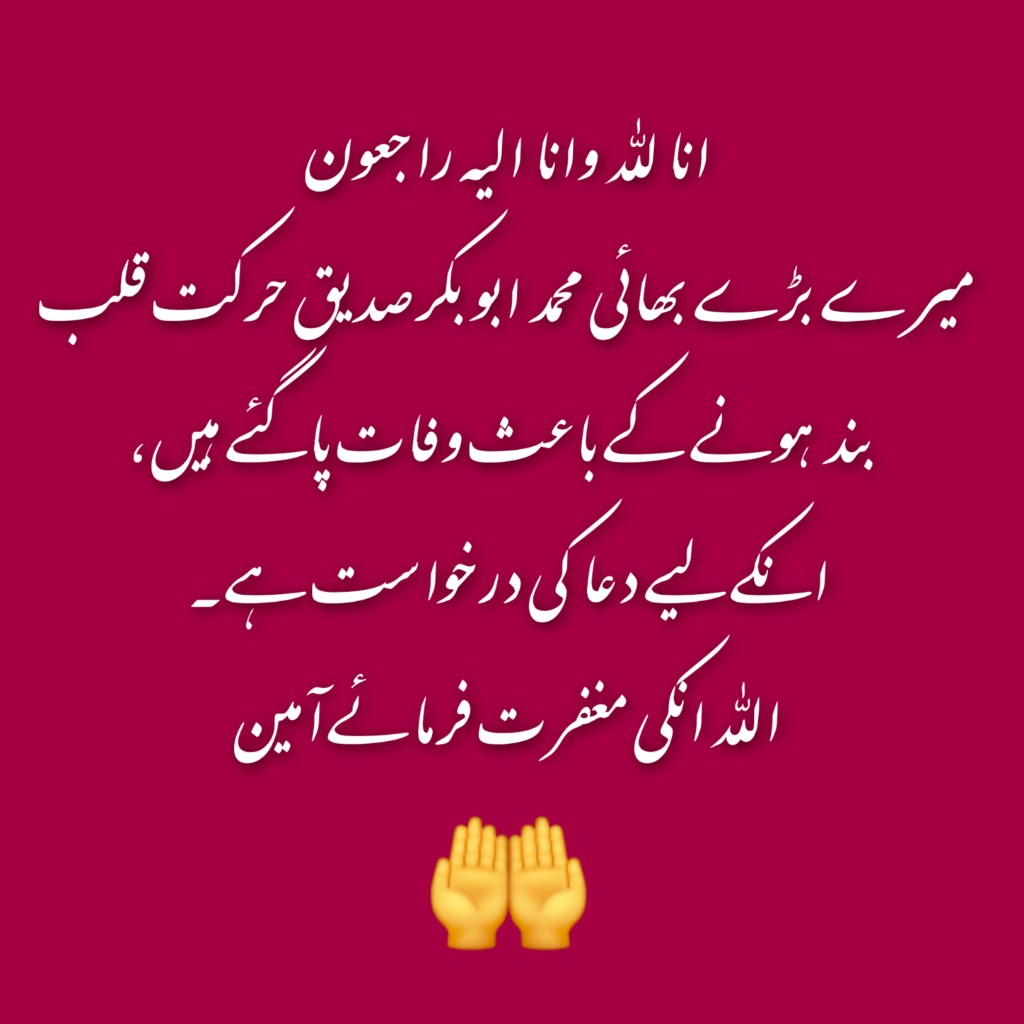 انا للہ وانا الیہ راجعون
میرے بڑے بھائی محمد ابوبکر صدیق حرکت قلب
بند ہونے کے باعث وفات پاگئے ہیں،
انکے لیے دعا کی درخواست ہے۔
اللہ انکی مغفرت فرمائے آمین